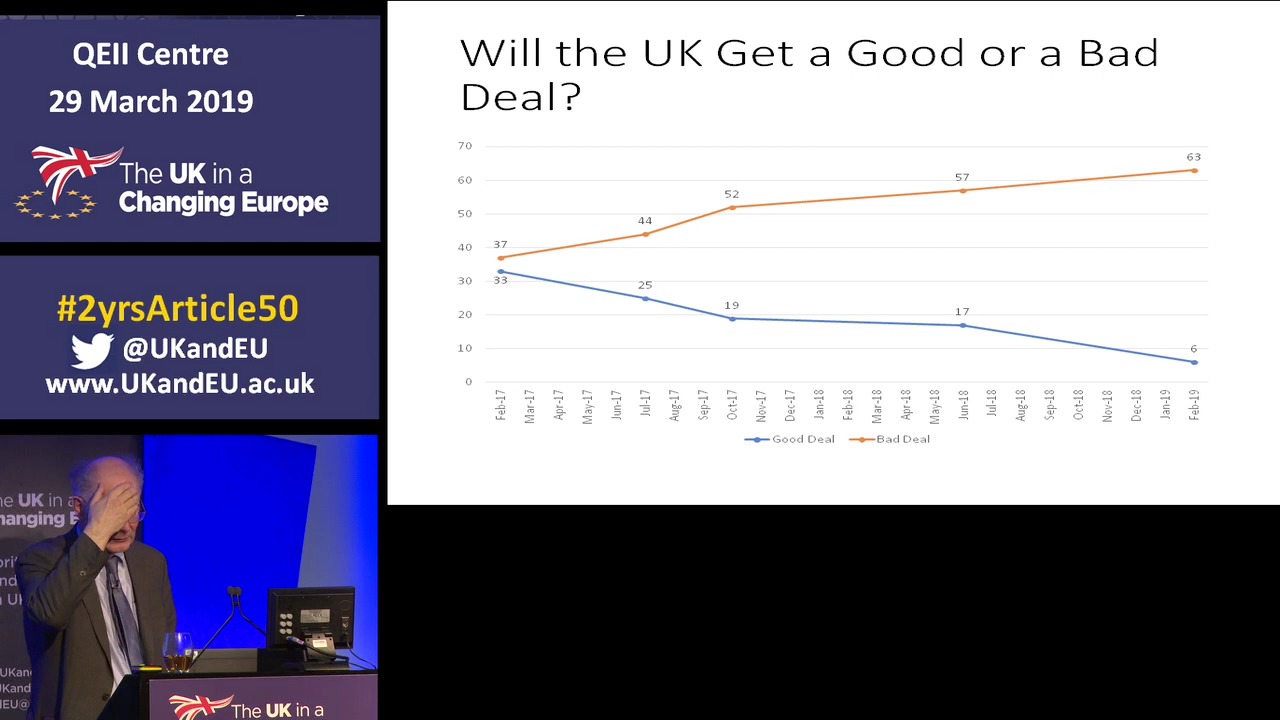 QEII Centre
29 March 2019
The UK in a
Changing Europe
#2yrsArticle50
@UKandEU
www.UKandEU.ac.uk
Will the UK Get a Good or a Bad
Deal?
70
60
50
40
30
20
10
0
37
44
52
57
63
33
25
19
17
6
Feb-17
Mar-17
Apr-17
May-17
Jun-17
Jul-17
Aug-17
Sep-17
Oct-17
Nov-17
Dec-17
Jan-18
Feb-18
Mar-18
Apr-18
May-18
Jun-18
Jul-18
Aug-18
Sep-18
Oct-18
Nov-18
Dec-18
Jan-19
Feb-19
Good Deal
Bad Deal
he UK in a
hanging E
The UK in a